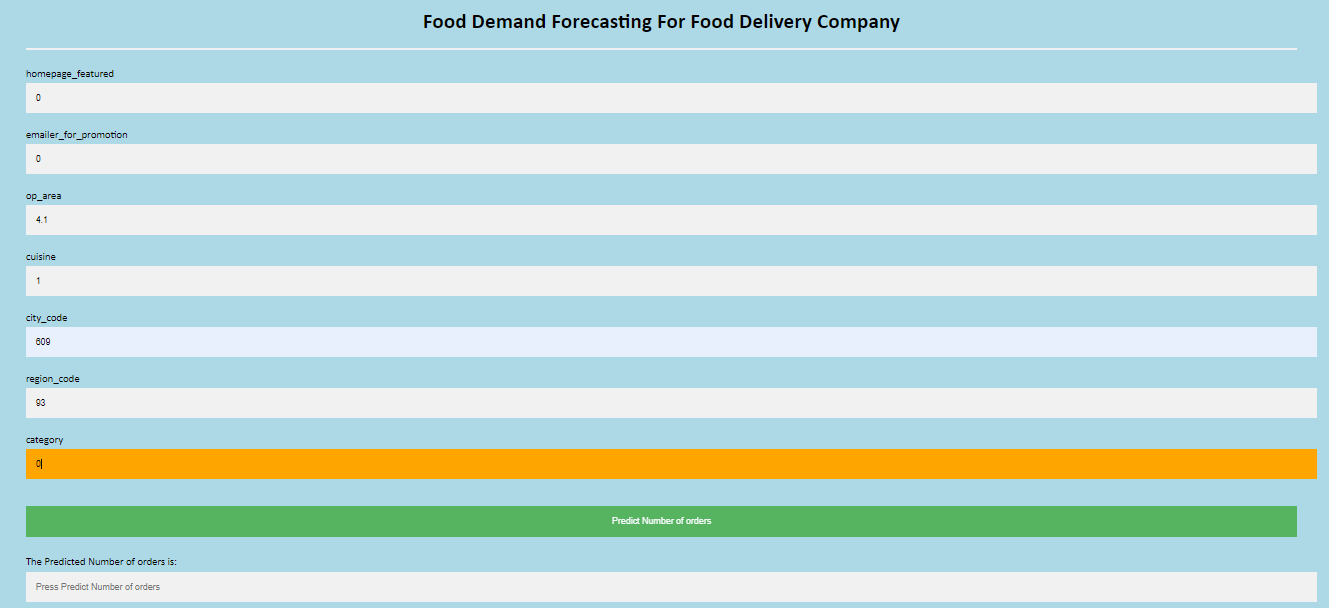 Food Demand Forecasting For Food Delivery Company
homepage_featured
0
emailer_for_promotion
0
op_area
4.1
cuisine
1
city_code
609
region_code
93
category
0
Predict Number of orders
The Predicted Number of orders is:
Press Predict Number of orders